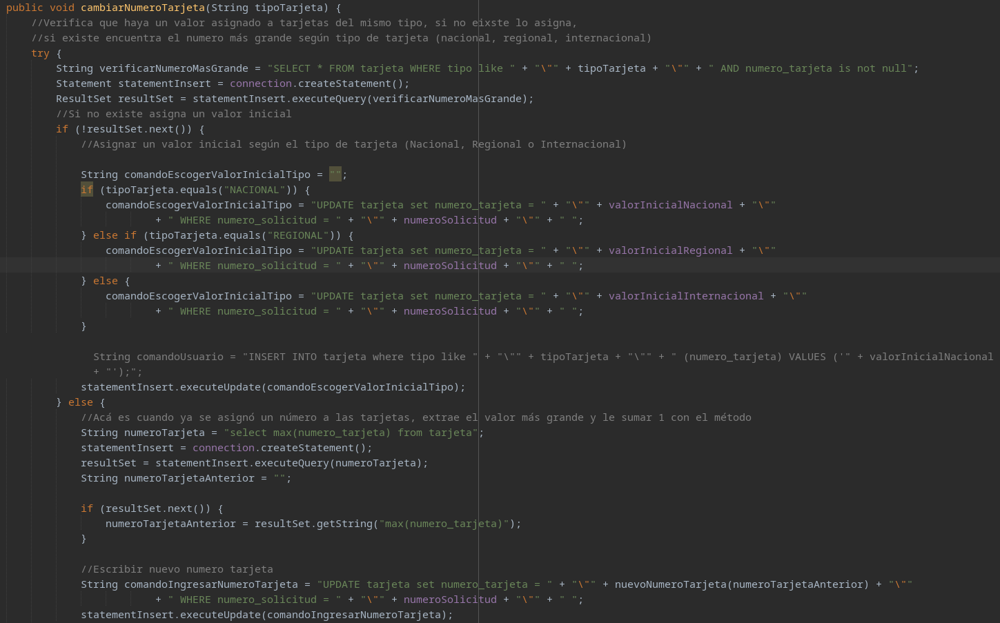 public void cambiarNumeroTarjeta(String tipoTarjeta) {
//Verifica que haya un valor asignado a tarjetas del mismo tipo, si no eixste lo asigna,
//si existe encuentra el numero más grande según tipo de tarjeta (nacional, regional, internacional)
try {
String verificarNumeroMasGrande = "SELECT * FROM tarjeta WHERE tipo like " + "\"" + tipoTarjeta + "\"" + " AND numero_tarjeta is not null";
Statement statementInsert = connection.createStatement();
ResultSet resultSet = statementInsert.executeQuery(verificarNumeroMasGrande);
//Si no existe asigna un valor inicial
if (!resultSet.next()) {
//Asignar un valor inicial según el tipo de tarjeta (Nacional, Regional o Internacional)
String comandoEscogerValorInicialTipo = "";
if (tipoTarjeta.equals("NACIONAL")) {
comandoEscogerValorInicialTipo = "UPDATE tarjeta set numero_tarjeta = " + "\"" + valorInicialNacional + "\""
+ " WHERE numero_solicitud = " + "\"" + numeroSolicitud + "\"" + " ";
} else if (tipoTarjeta.equals("REGIONAL")) {
comandoEscogerValorInicialTipo = "UPDATE tarjeta set numero_tarjeta = " + "\"" + valorInicialRegional + "\""
+ " WHERE numero_solicitud = " + "\"" + numeroSolicitud + "\"" + " ";
} else {
comandoEscogerValorInicialTipo = "UPDATE tarjeta set numero_tarjeta = " + "\"" + valorInicialInternacional + "\""
+ " WHERE numero_solicitud = " + "\"" + numeroSolicitud + "\"" + " ";
}
String comandoUsuario = "INSERT INTO tarjeta where tipo like " + "\"" + tipoTarjeta + "\"" + " (numero_tarjeta) VALUES ('" + valorInicialNacional
+ "');";
statementInsert.executeUpdate(comandoEscogerValorInicialTipo);
} else {
//Acá es cuando ya se asignó un número a las tarjetas, extrae el valor más grande y le sumar 1 con el método
String numeroTarjeta = "select max(numero_tarjeta) from tarjeta";
statementInsert = connection.createStatement();
resultSet = statementInsert.executeQuery(numeroTarjeta);
String numeroTarjetaAnterior = "";
if (resultSet.next()) {
numeroTarjetaAnterior = resultSet.getString("max(numero_tarjeta)");
}
//Escribir nuevo numero tarjeta
String comandoIngresarNumeroTarjeta = "UPDATE tarjeta set numero_tarjeta = " + "\"" + nuevoNumeroTarjeta(numeroTarjetaAnterior) + "\""
+ " WHERE numero_solicitud = " + "\"" + numeroSolicitud + "\"" + " ";
statementInsert.executeUpdate(comandoIngresarNumeroTarjeta);